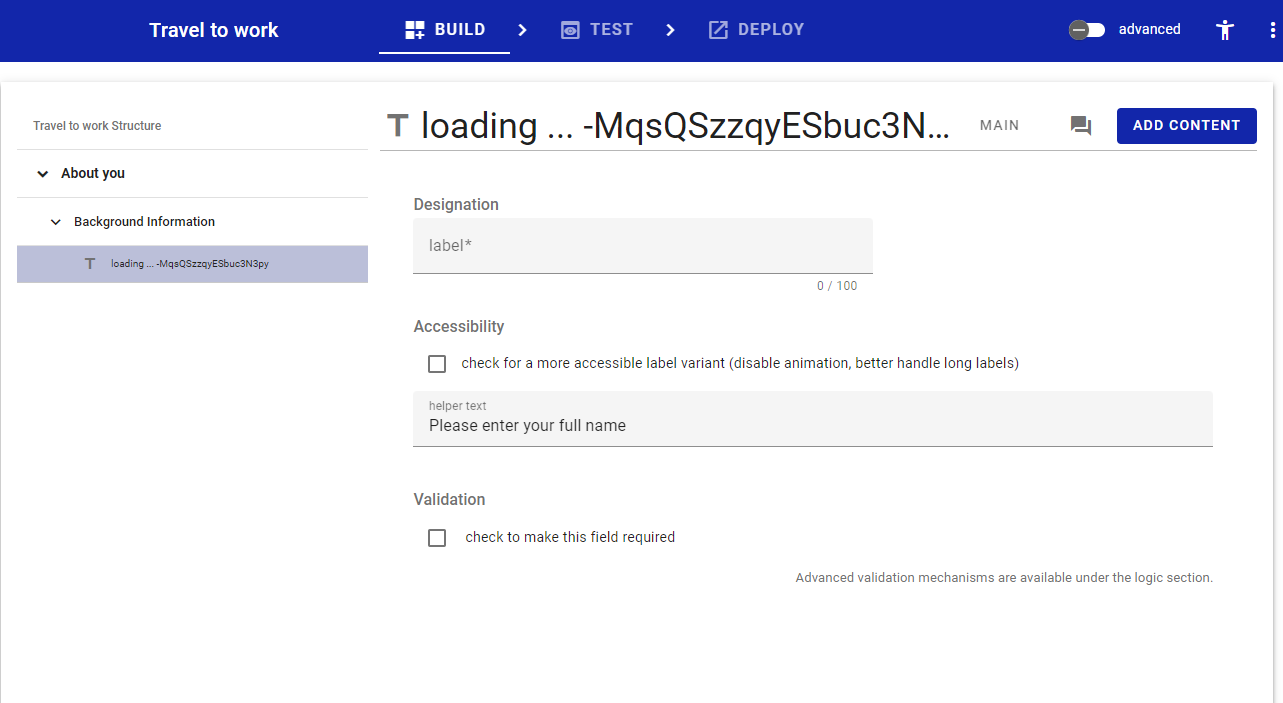 Travel to work
BUILD
TEST
DEPLOY
advanced
Travel to work Structure
About you
Background Information
T loading ... -MqsQSzzqyESbuc3N3py
T loading ... -MqsQSzzqyESbuc3N...
MAIN
ADD CONTENT
Designation
label*
0 / 100
Accessibility
check for a more accessible label variant (disable animation, better handle long labels)
helper text
Please enter your full name
Validation
check to make this field required
Advanced validation mechanisms are available under the logic section.